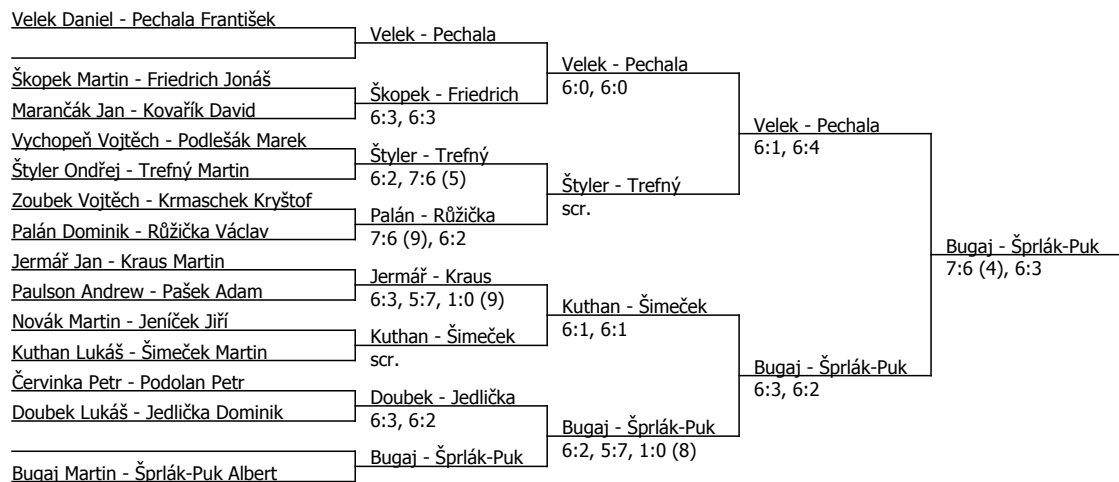 Velek Daniel - Pechala František
Škopek Martin - Friedrich Jonáš
Marančák Jan - Kovařík David
Vychopeň Vojtěch - Podlešák Marek
Štyler Ondřej - Trefný Martin
Zoubek Vojtěch - Krmaschek Kryštof
Palán Dominik - Růžička Václav
Jermář Jan - Kraus Martin
Paulson Andrew - Pašek Adam
Novák Martin - Jeníček Jiří
Kuthan Lukáš - Šimeček Martin
Červinka Petr - Podolan Petr
Doubek Lukáš - Jedlička Dominik
Bugaj Martin - Šprlák-Puk Albert
Velek - Pechala
Škopek - Friedrich
6:3, 6:3
Štyler - Trefný
6:2, 7:6 (5)
Palán - Růžička
7:6 (9), 6:2
Jermář - Kraus
6:3, 5:7, 1:0 (9)
Kuthan - Šimeček
scr.
Doubek - Jedlička
6:3, 6:2
Bugaj - Šprlák-Puk
Velek - Pechala
6:0, 6:0
Štyler - Trefný
scr.
Kuthan - Šimeček
6:1, 6:1
Bugaj - Šprlák-Puk
6:2, 5:7, 1:0 (8)
Velek - Pechala
6:1, 6:4
Bugaj - Šprlák-Puk
6:3, 6:2
Bugaj - Šprlák-Puk
7:6 (4), 6:3